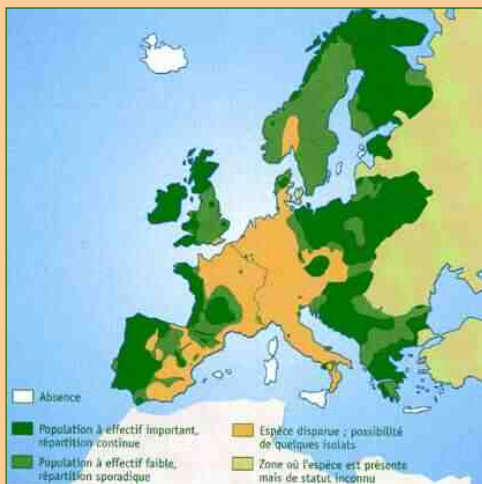 Absence
Population à effectif important,
répartition continue
Population à effectif faible,
répartition sporadique
Espèce disparue ; possibilité
de quelques isolats
Zone où l'espèce est présente
mais de statut inconnu